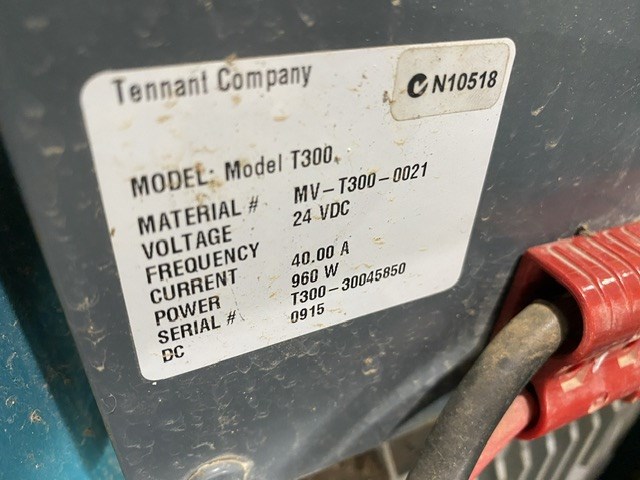 Tennant Company
N10518
MODEL: Model T300
MATERIAL # MV-T300-0021
VOLTAGE 24 VDC
FREQUENCY
CURRENT 40.00 A
POWER 960 W
SERIAL # T300-30045850
DC 0915